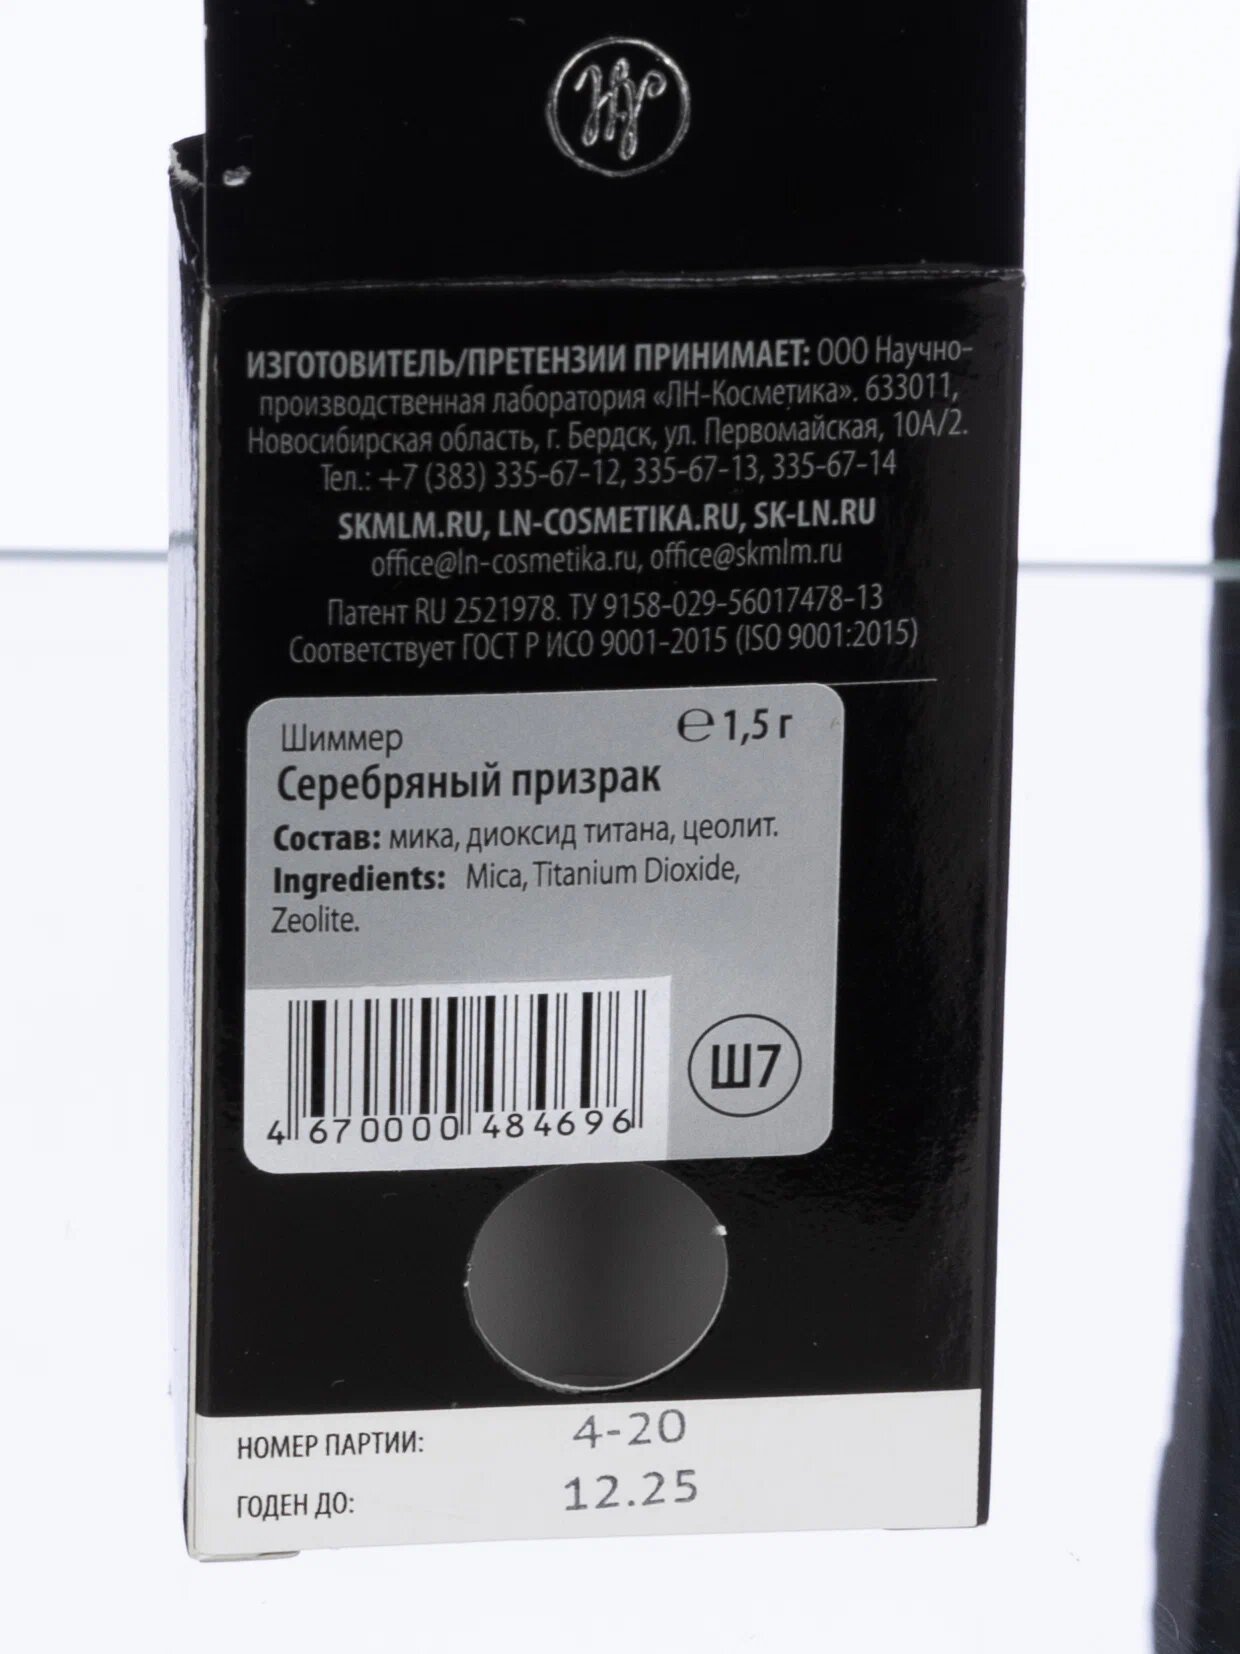 ИЗГОТОВИТЕЛЬ/ПРЕТЕНЗИИ ПРИНИМАЕТ: ООО Научно-
производственная лаборатория «ЛН-Косметика». 633011,
Новосибирская область, г. Бердск, ул. Первомайская, 10А/2.
Тел.: +7 (383) 335-67-12, 335-67-13, 335-67-14
SKMLM.RU, LN-COSMETIKA.RU, SK-LN.RU
office@ln-cosmetika.ru, office@skmlm.ru
Патент RU 2521978. ТУ 9158-029-56017478-13
Соответствует ГОСТ Р ИСО 9001-2015 (ISO 9001:2015)
Шиммер ℮ 1,5 г
Серебряный призрак
Состав: мика, диоксид титана, цеолит.
Ingredients: Mica, Titanium Dioxide,
Zeolite.
Ш7
4 670000 484696
НОМЕР ПАРТИИ: 4-20
ГОДЕН ДО: 12.25